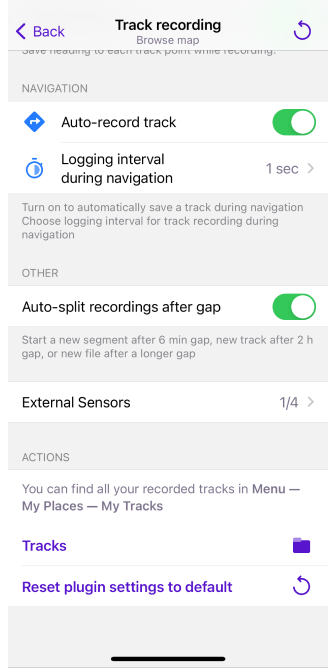 Back
Track recording
Browse map
Save heading to each track point while recording.
NAVIGATION
Auto-record track
Logging interval
during navigation
1 sec
Turn on to automatically save a track during navigation
Choose logging interval for track recording during
navigation
OTHER
Auto-split recordings after gap
Start a new segment after 6 min gap, new track after 2 h
gap, or new file after a longer gap
External Sensors
1/4
ACTIONS
You can find all your recorded tracks in Menu —
My Places — My Tracks
Tracks
Reset plugin settings to default